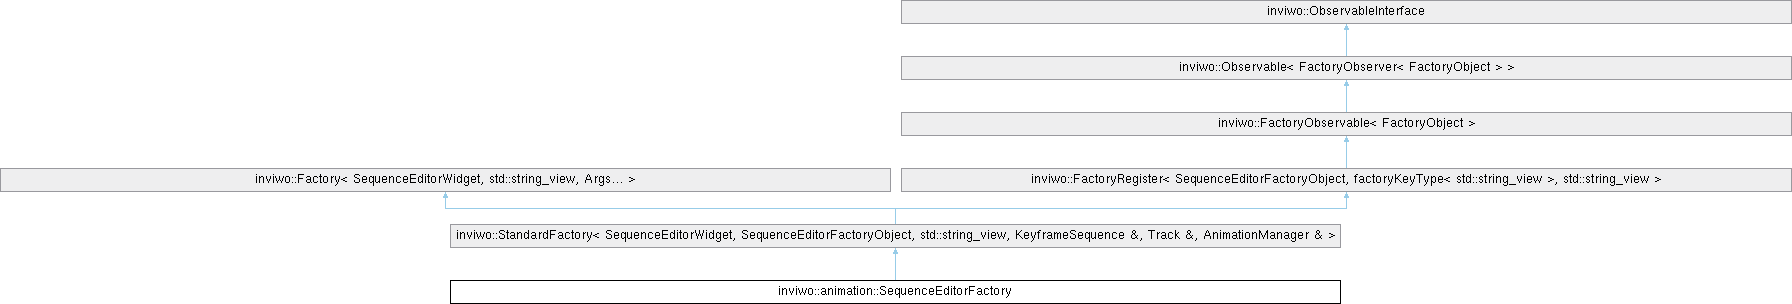 inviwo::ObservableInterface
inviwo::Observable< FactoryObserver< FactoryObject > >
inviwo::FactoryObservable< FactoryObject >
inviwo::Factory< SequenceEditorWidget, std::string_view, Args... >
inviwo::FactoryRegister< SequenceEditorFactoryObject, factoryKeyType< std::string_view >, std::string_view >
inviwo::StandardFactory< SequenceEditorWidget, SequenceEditorFactoryObject, std::string_view, KeyframeSequence &, Track &, AnimationManager & >
inviwo::animation::SequenceEditorFactory